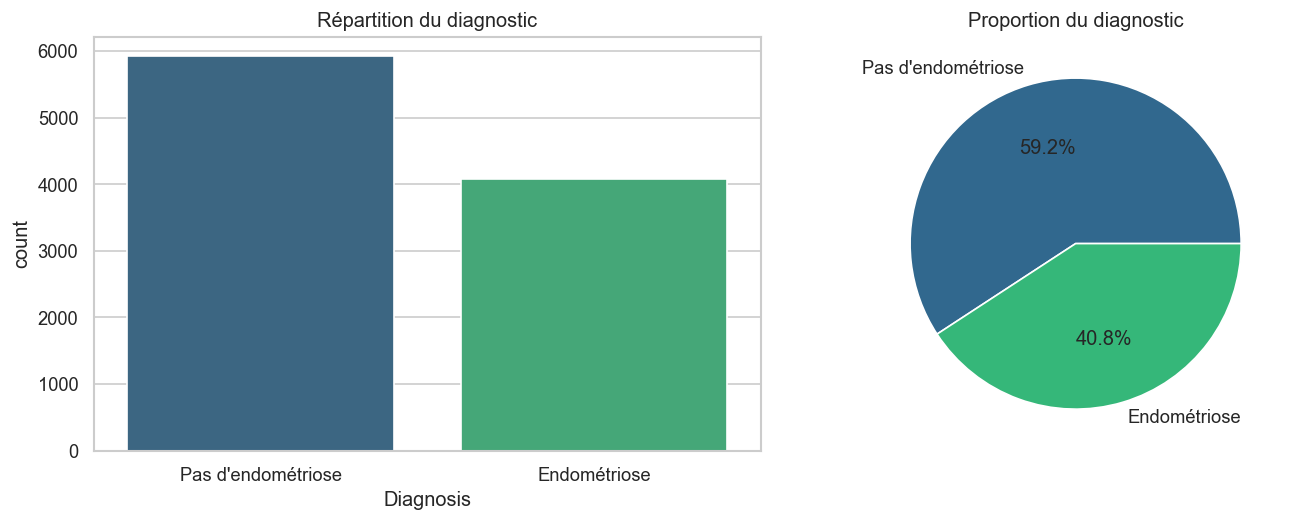 Répartition du diagnostic
6000
5000
4000
3000
2000
1000
0
count
Pas d'endométriose
Endométriose
Diagnosis
Proportion du diagnostic
Pas d'endométriose
59.2%
40.8%
Endométriose